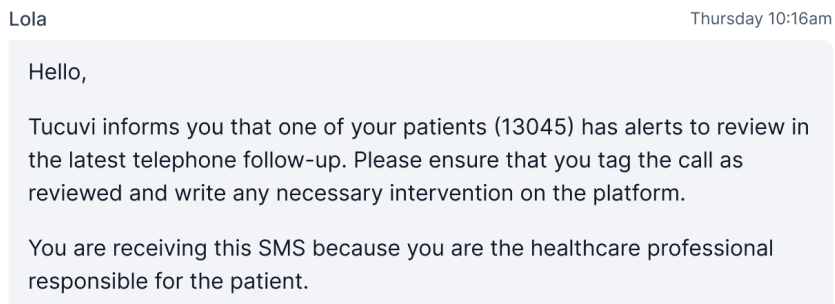 Lola
Thursday 10:16am
Hello,
Tucuvi informs you that one of your patients (13045) has alerts to review in
the latest telephone follow-up. Please ensure that you tag the call as
reviewed and write any necessary intervention on the platform.
You are receiving this SMS because you are the healthcare professional
responsible for the patient.